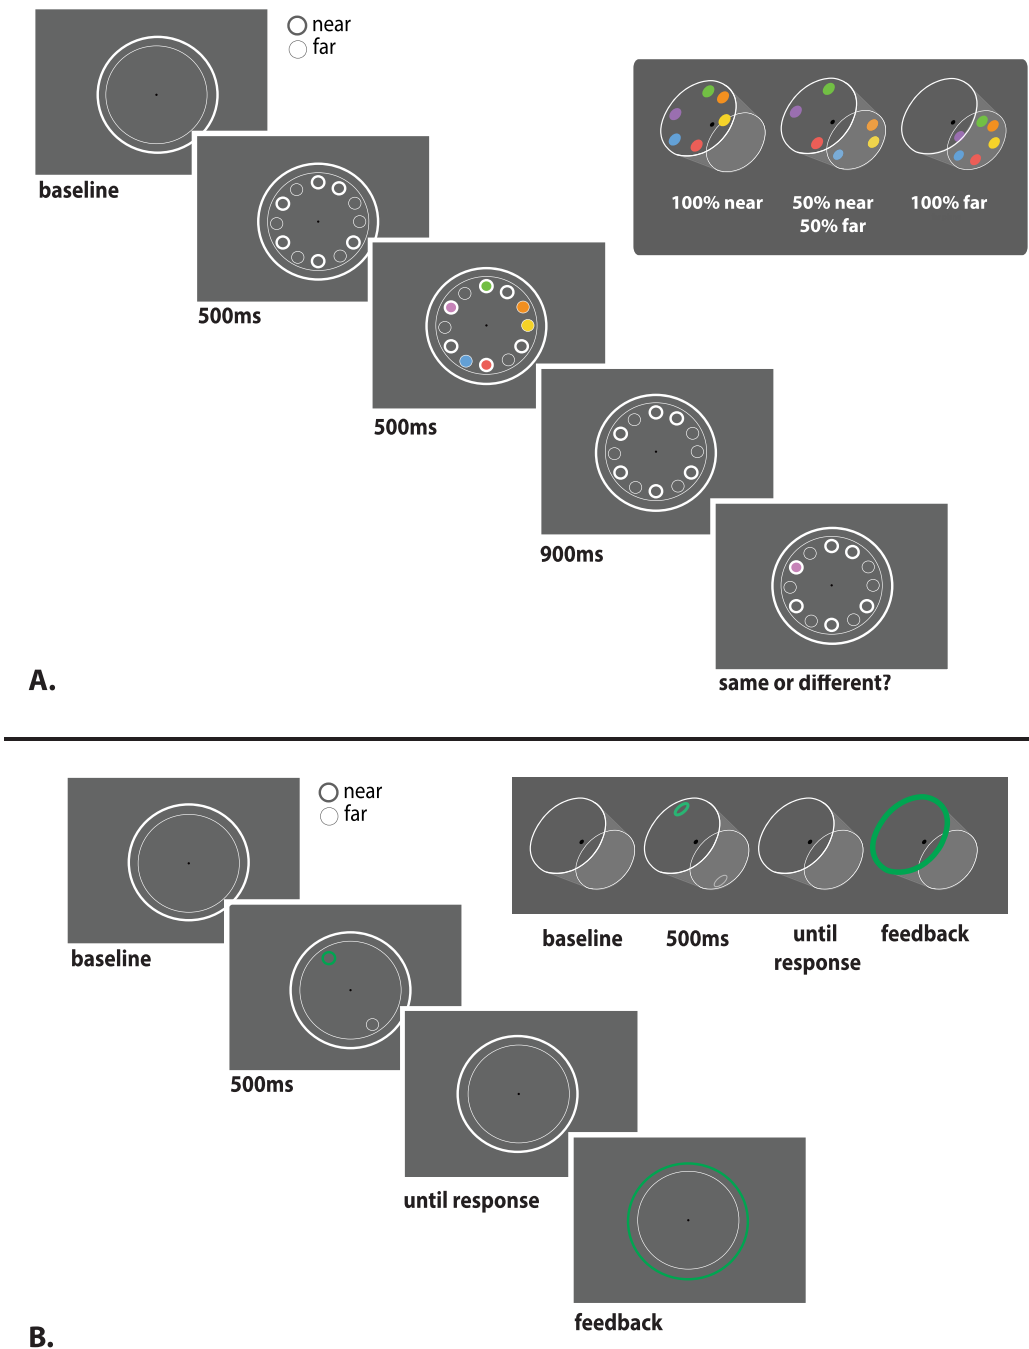 near
far
baseline
500ms
500ms
900ms
same or different?
100% near
50% near
50% far
100% far
A.
near
far
baseline
500ms
until response
feedback
baseline
500ms
until
response
feedback
B.